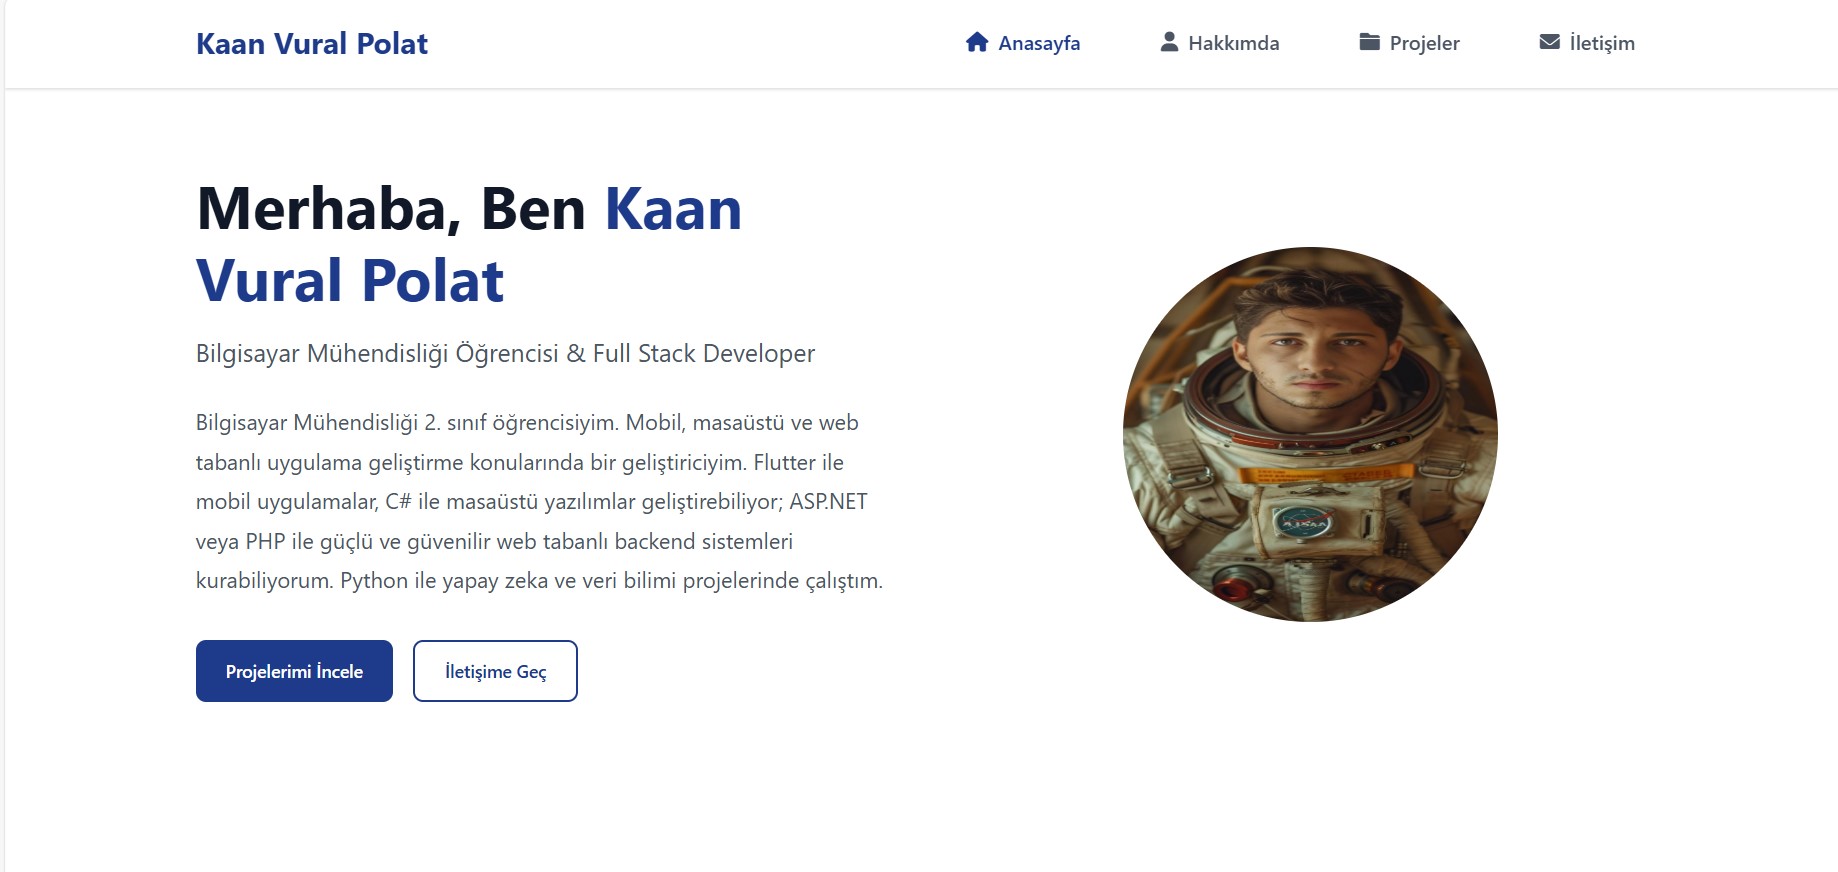 Kaan Vural Polat
Anasayfa
Hakkımda
Projeler
İletişim
Merhaba, Ben Kaan
Vural Polat
Bilgisayar Mühendisliği Öğrencisi & Full Stack Developer
Bilgisayar Mühendisliği 2. sınıf öğrencisiyim. Mobil, masaüstü ve web
tabanlı uygulama geliştirme konularında bir geliştiriciyim. Flutter ile
mobil uygulamalar, C# ile masaüstü yazılımlar geliştirebiliyor; ASP.NET
veya PHP ile güçlü ve güvenilir web tabanlı backend sistemleri
kurabiliyorum. Python ile yapay zeka ve veri bilimi projelerinde çalıştım.
Projelerimi İncele
İletişime Geç